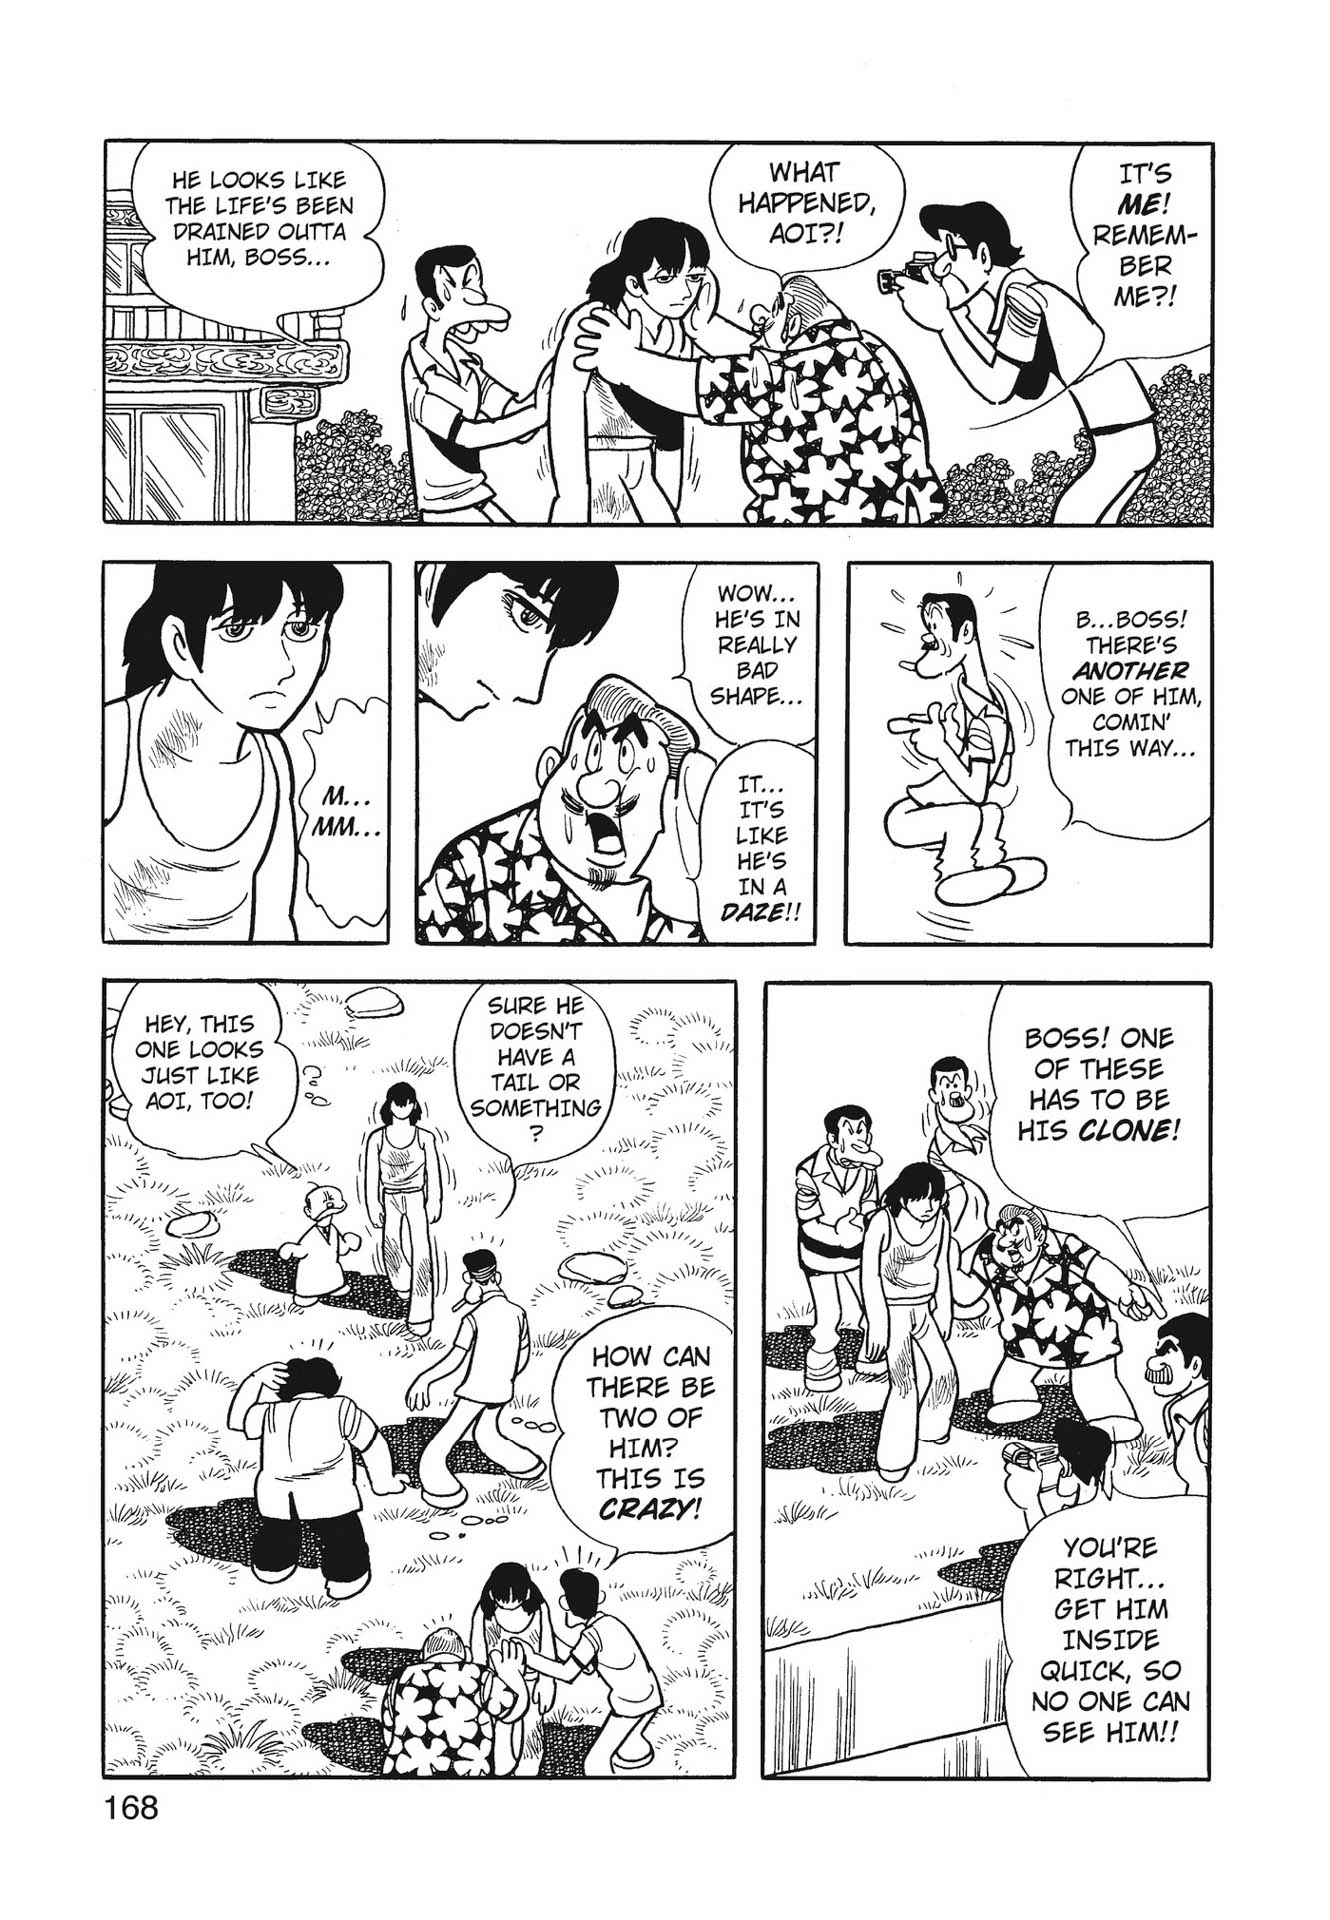 HE LOOKS LIKE
THE LIFE'S BEEN
DRAINED OUTTA
HIM, BOSS...
WHAT
HAPPENED,
AOI?!
IT'S
ME!
REMEM-
BER
ME?!
M...
MM...
WOW...
HE'S IN
REALLY
BAD
SHAPE...
IT...
IT'S
LIKE
HE'S
IN A
DAZE!!
B...BOSS!
THERE'S
ANOTHER
ONE OF HIM,
COMIN'
THIS WAY...
HEY, THIS
ONE LOOKS
JUST LIKE
AOI, TOO!
SURE HE
DOESN'T
HAVE A
TAIL OR
SOMETHING
?
HOW CAN
THERE BE
TWO OF
HIM?
THIS IS
CRAZY!
BOSS! ONE
OF THESE
HAS TO BE
HIS CLONE!
YOU'RE
RIGHT...
GET HIM
INSIDE
QUICK, SO
NO ONE CAN
SEE HIM!!
168